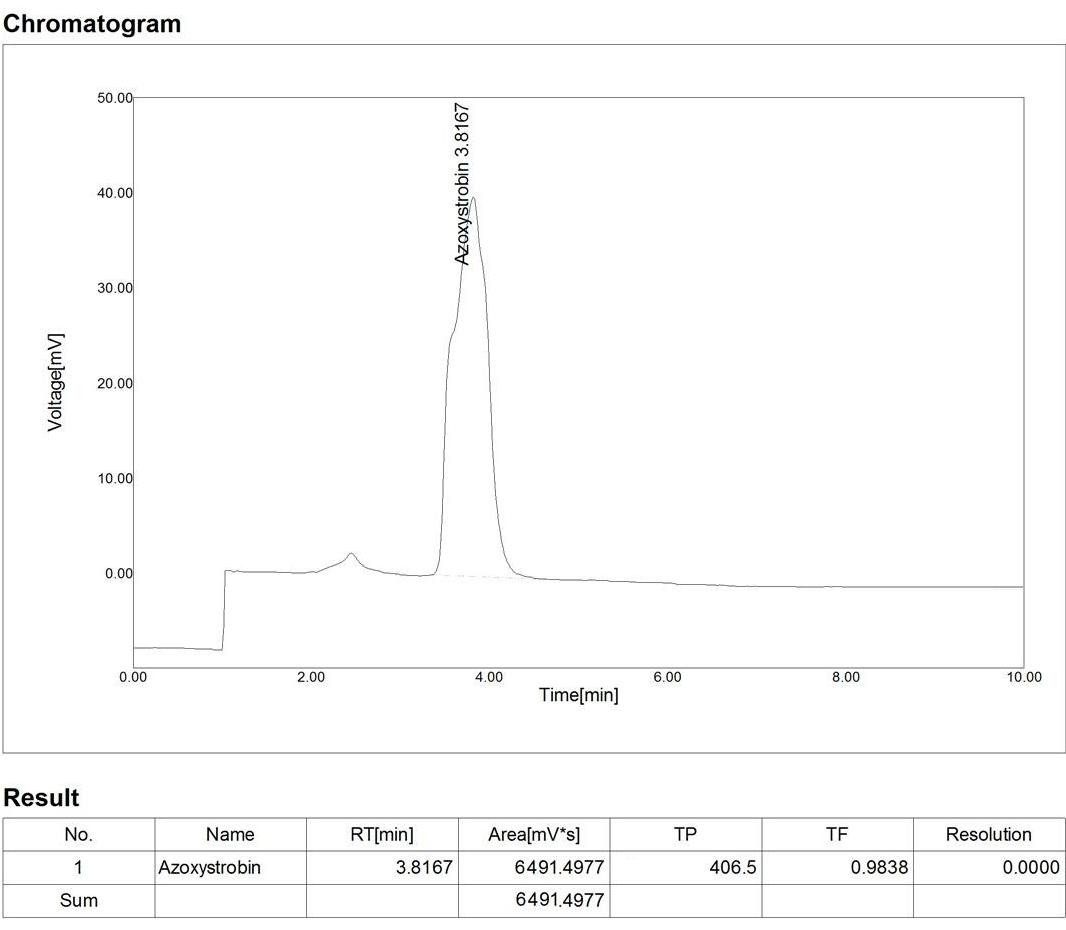 Chromatogram
50.00
40.00
30.00
20.00
10.00
0.00
Voltage[mV]
Azoxystrobin 3.8167
0.00 2.00 4.00 6.00 8.00 10.00
Time[min]
Result
No. Name RT[min] Area[mV*s] TP TF Resolution
1 Azoxystrobin 3.8167 6491.4977 406.5 0.9838 0.0000
Sum 6491.4977